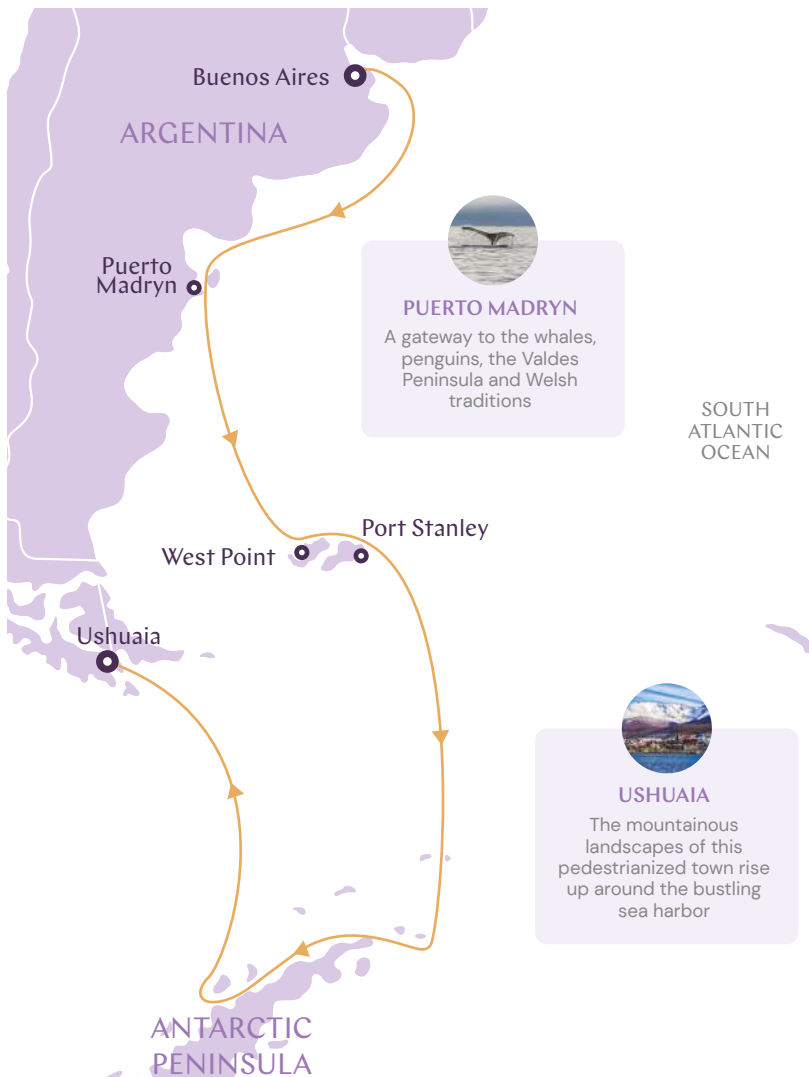 Buenos Aires
ARGENTINA
Puerto
Madryn
PUERTO MADRYN
A gateway to the whales,
penguins, the Valdes
Peninsula and Welsh
traditions
SOUTH
ATLANTIC
OCEAN
Port Stanley
West Point
Ushuaia
USHUAIA
The mountainous
landscapes of this
pedestrianized town rise
up around the bustling
sea harbor
ANTARCTIC
PENINSULA